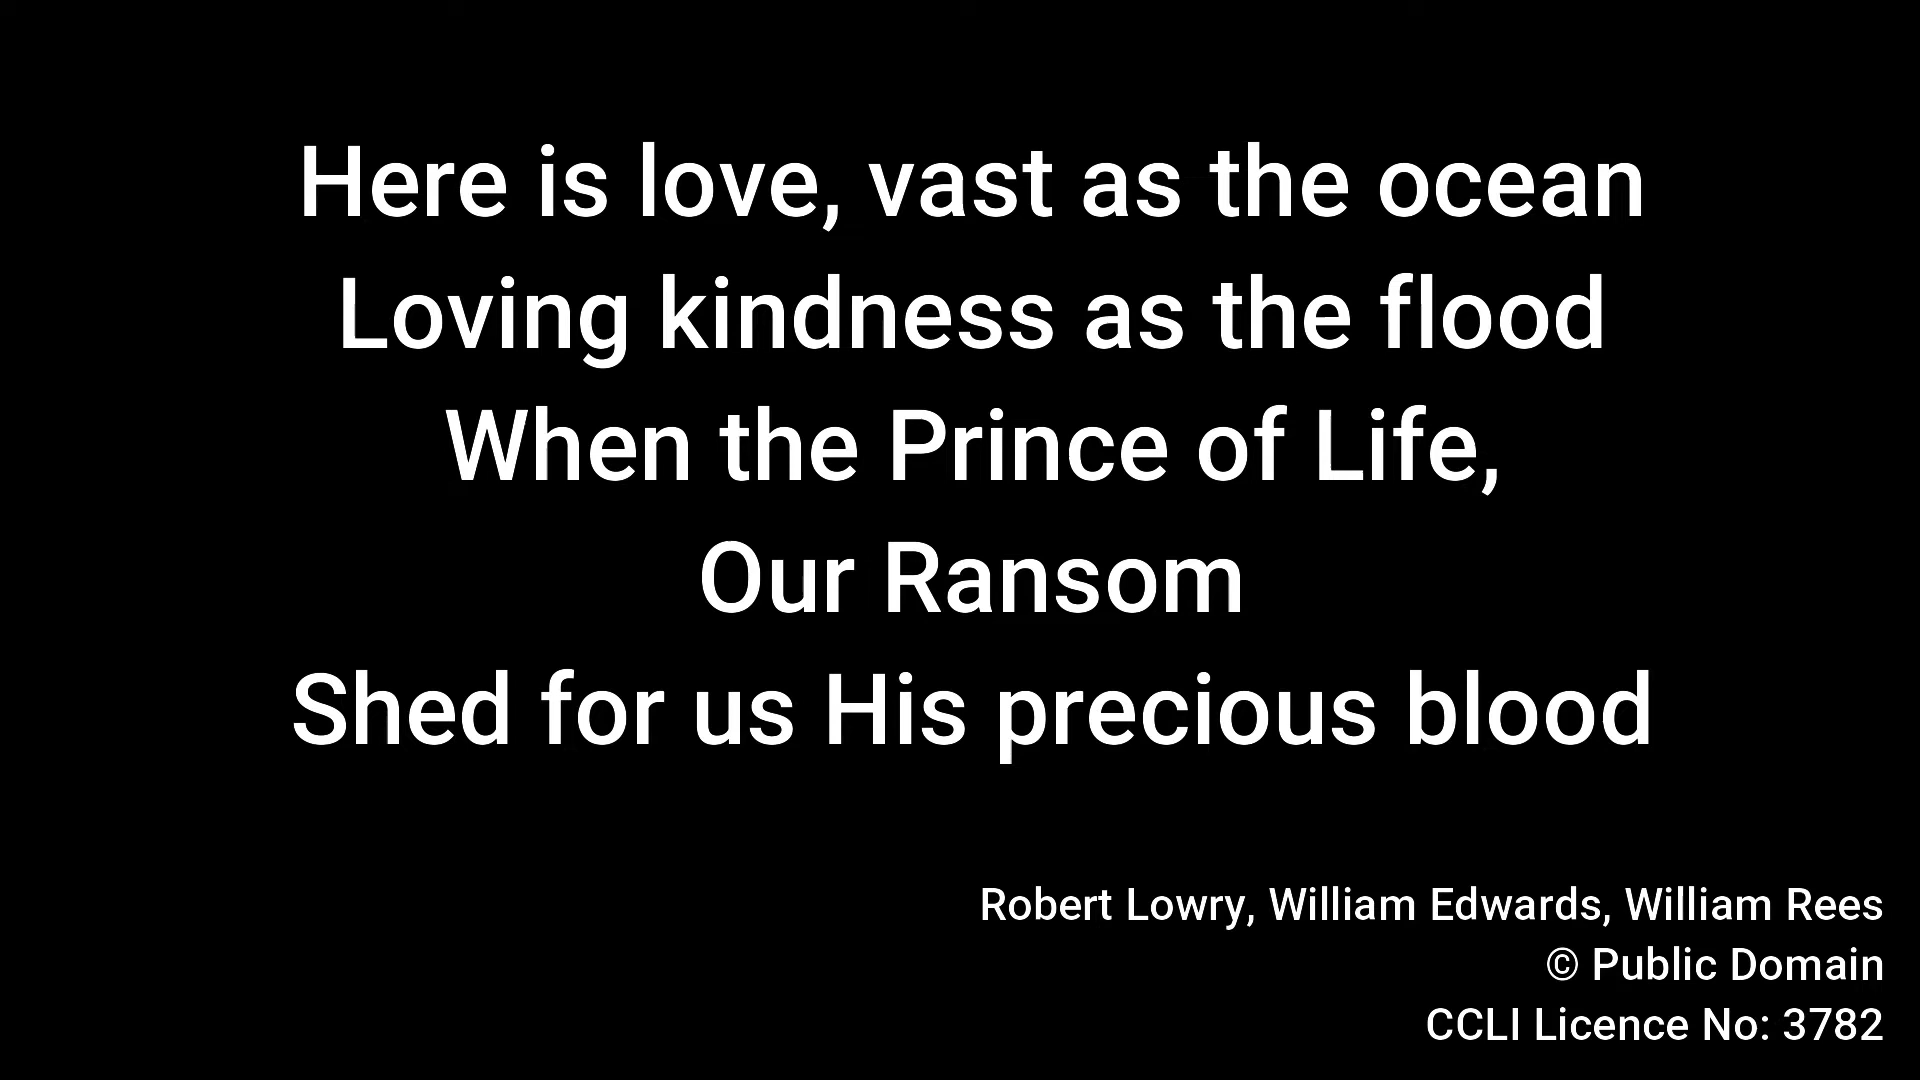 Here is love, vast as the ocean
Loving kindness as the flood
When the Prince of Life,
Our Ransom
Shed for us His precious blood
Robert Lowry, William Edwards, William Rees
© Public Domain
CCLI Licence No: 3782